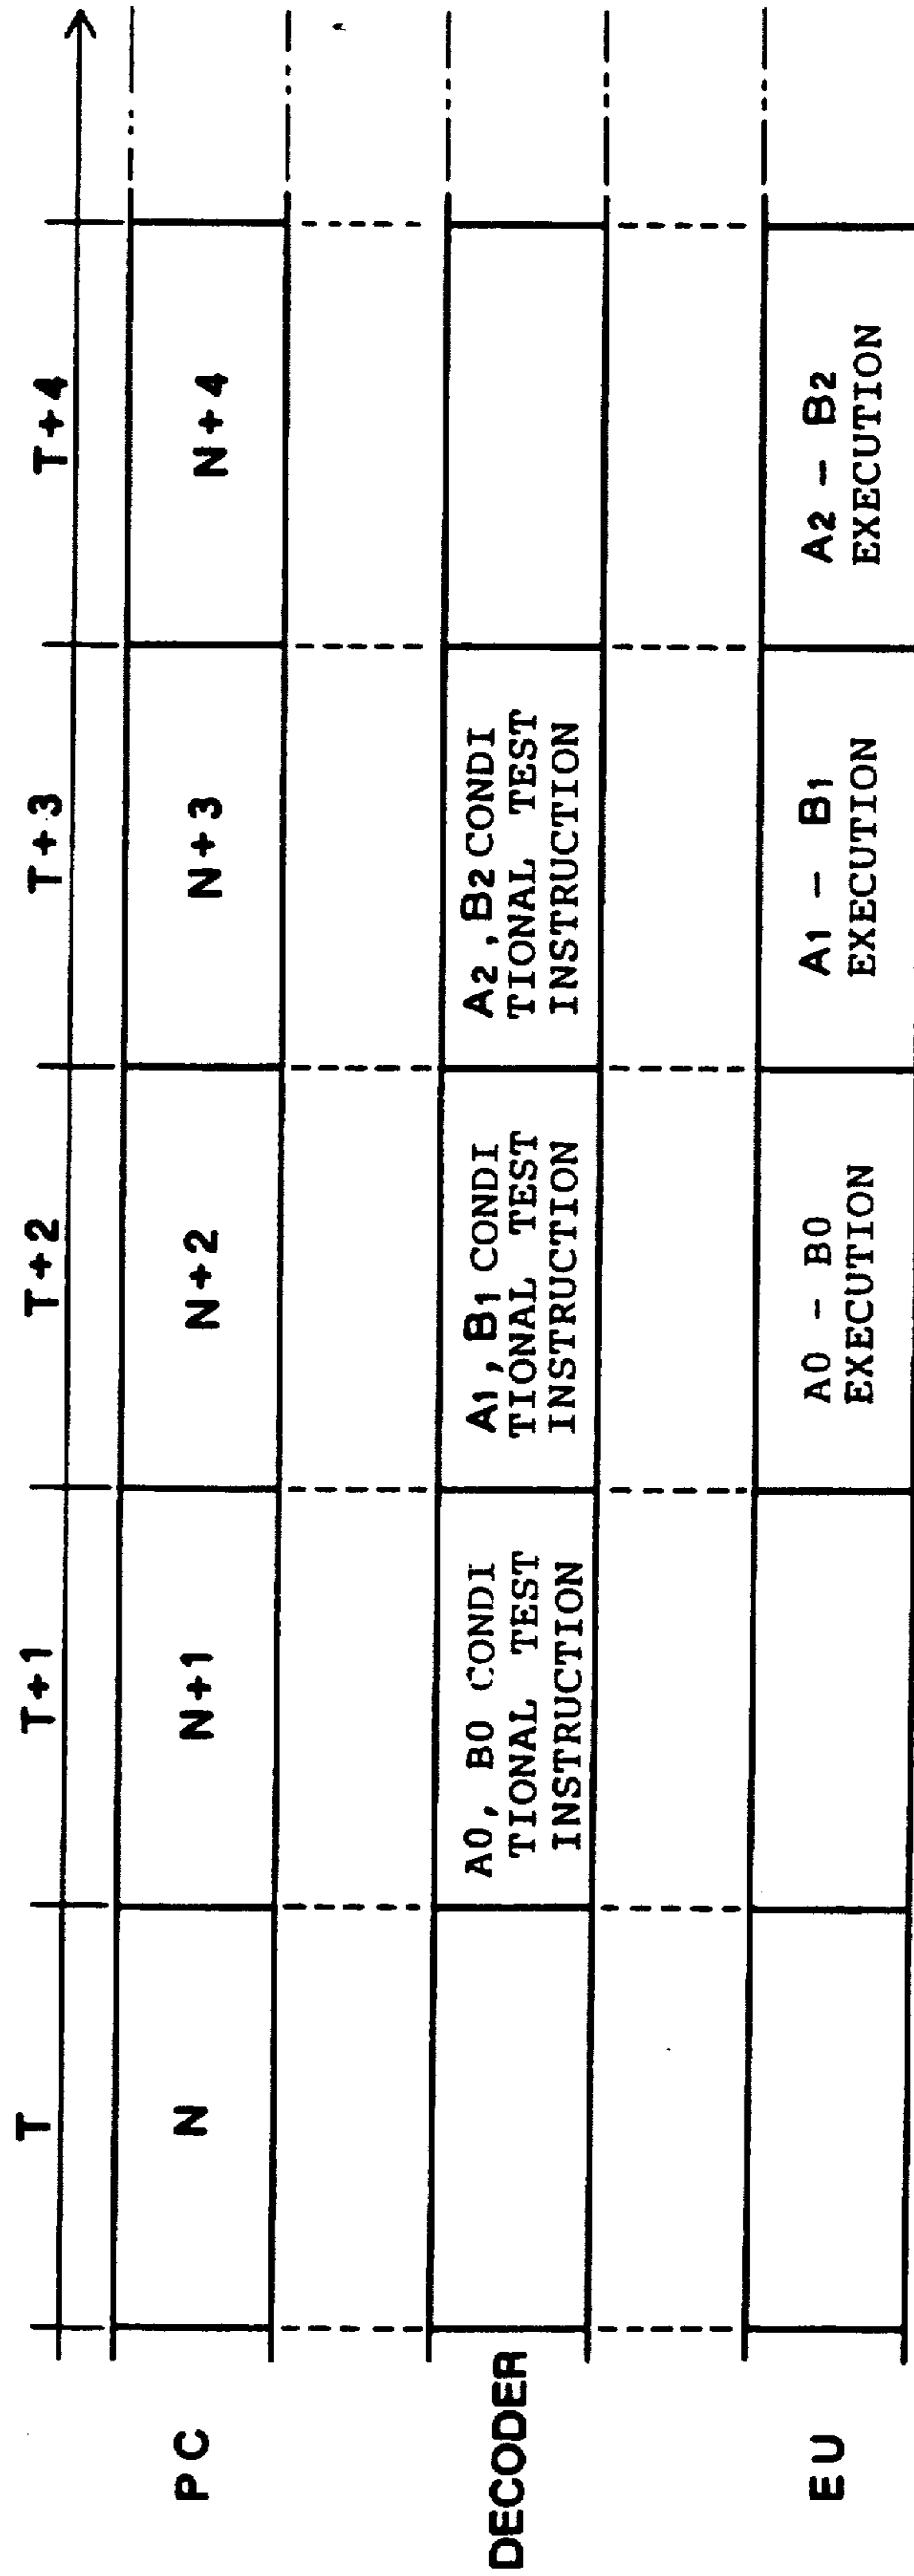 T
T+1
T+2
T+3
T+4
PC
N
N+1
N+2
N+3
N+4
DECODER
A0, B0 CONDI
TIONAL TEST
INSTRUCTION
A1, B1 CONDI
TIONAL TEST
INSTRUCTION
A2, B2 CONDI
TIONAL TEST
INSTRUCTION
EU
A0 - B0
EXECUTION
A1 - B1
EXECUTION
A2 - B2
EXECUTION